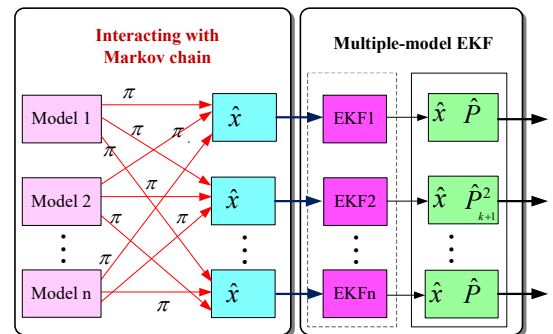 Interacting with
Markov chain
Multiple-model EKF
π
Model 1
π
π
π
x̂
EKF1
x̂ P̂
Model 2
π
π
π
x̂
EKF2
x̂ P̂²ₖ₊₁
π
Model n
π
x̂
EKFn
x̂ P̂